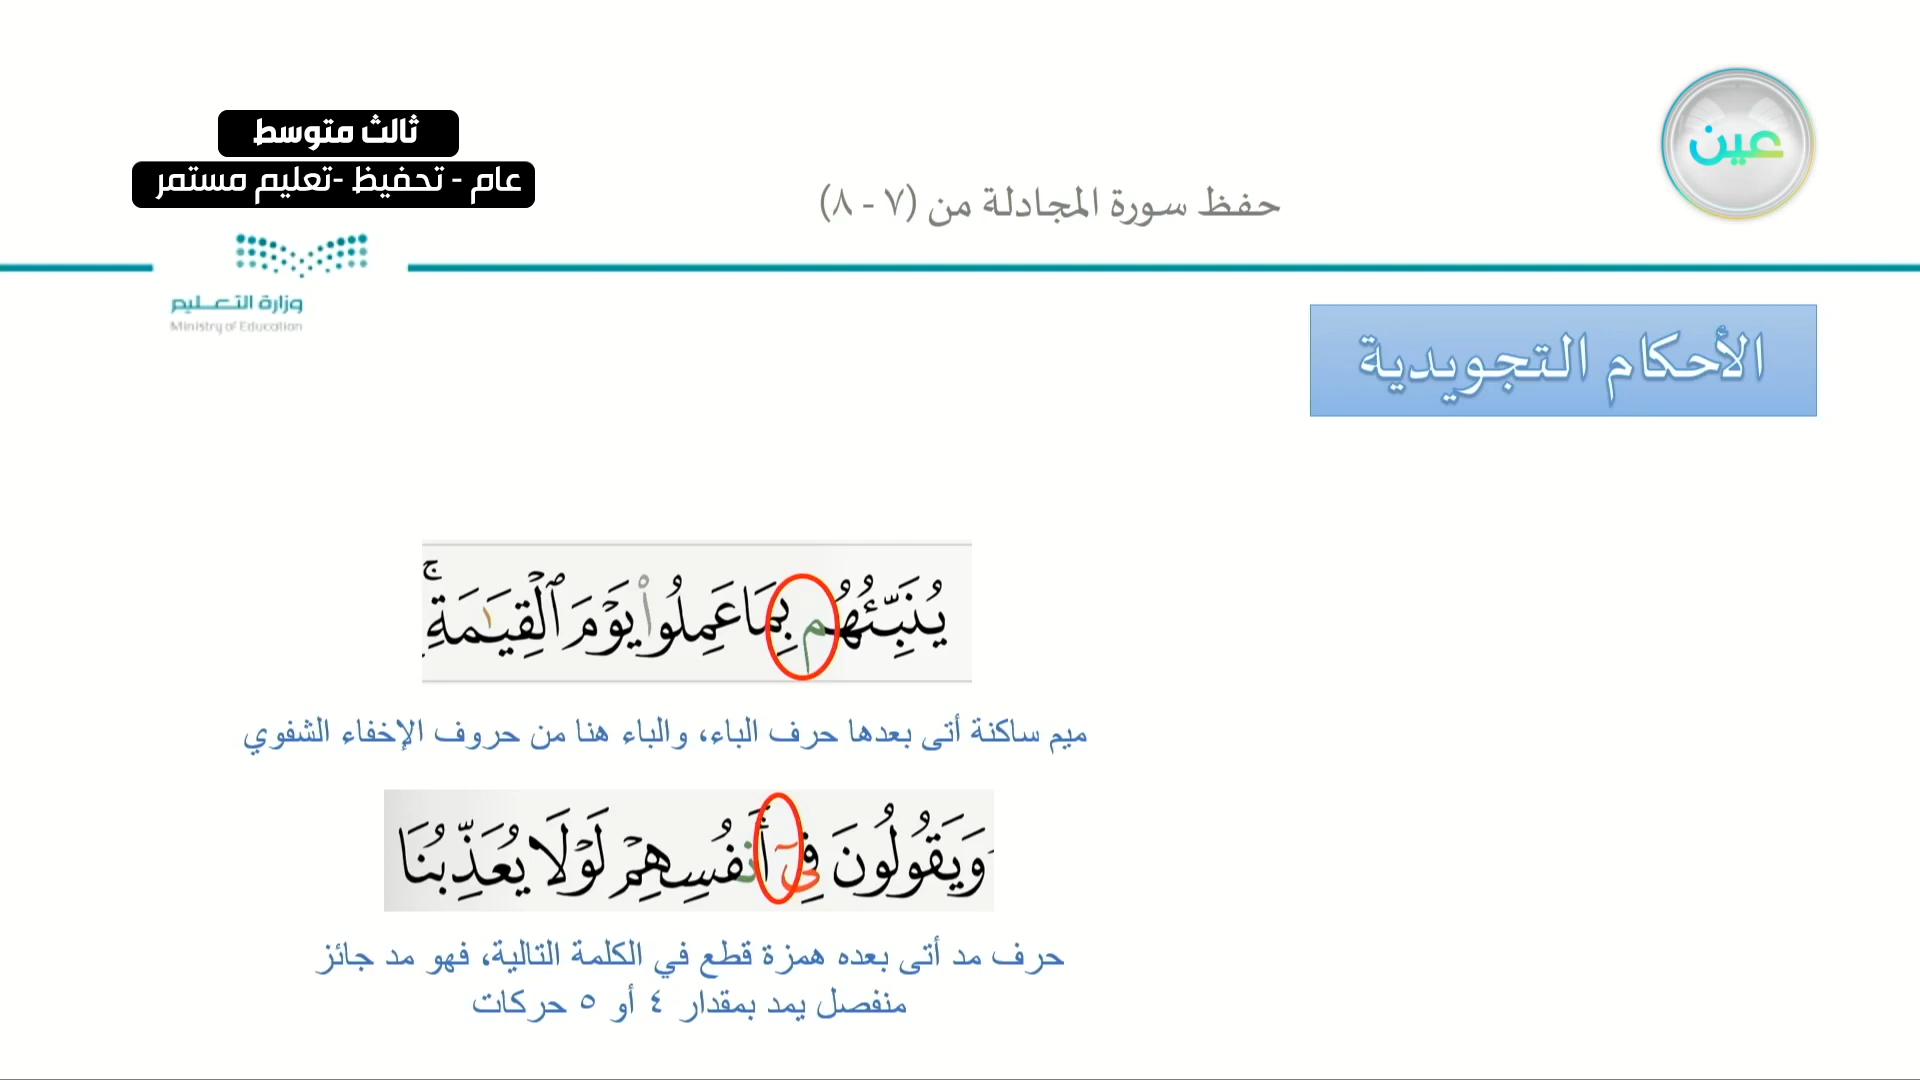 ثالث متوسط
عام - تحفيظ -تعليم مستمر
عين
حفظ سورة المجادلة من (٧ - ٨)
وزارة التعليم
Ministry of Education
الأحكام التجويدية
يُنَبِّئُهُم بِمَا عَمِلُوا۟ يَوْمَ ٱلْقِيَـٰمَةِ ۚ
ميم ساكنة أتى بعدها حرف الباء، والباء هنا من حروف الإخفاء الشفوي
وَيَقُولُونَ فِىٓ أَنفُسِهِمْ لَوْلَا يُعَذِّبُنَا
حرف مد أتى بعده همزة قطع في الكلمة التالية، فهو مد جائز
منفصل يمد بمقدار ٤ أو ٥ حركات